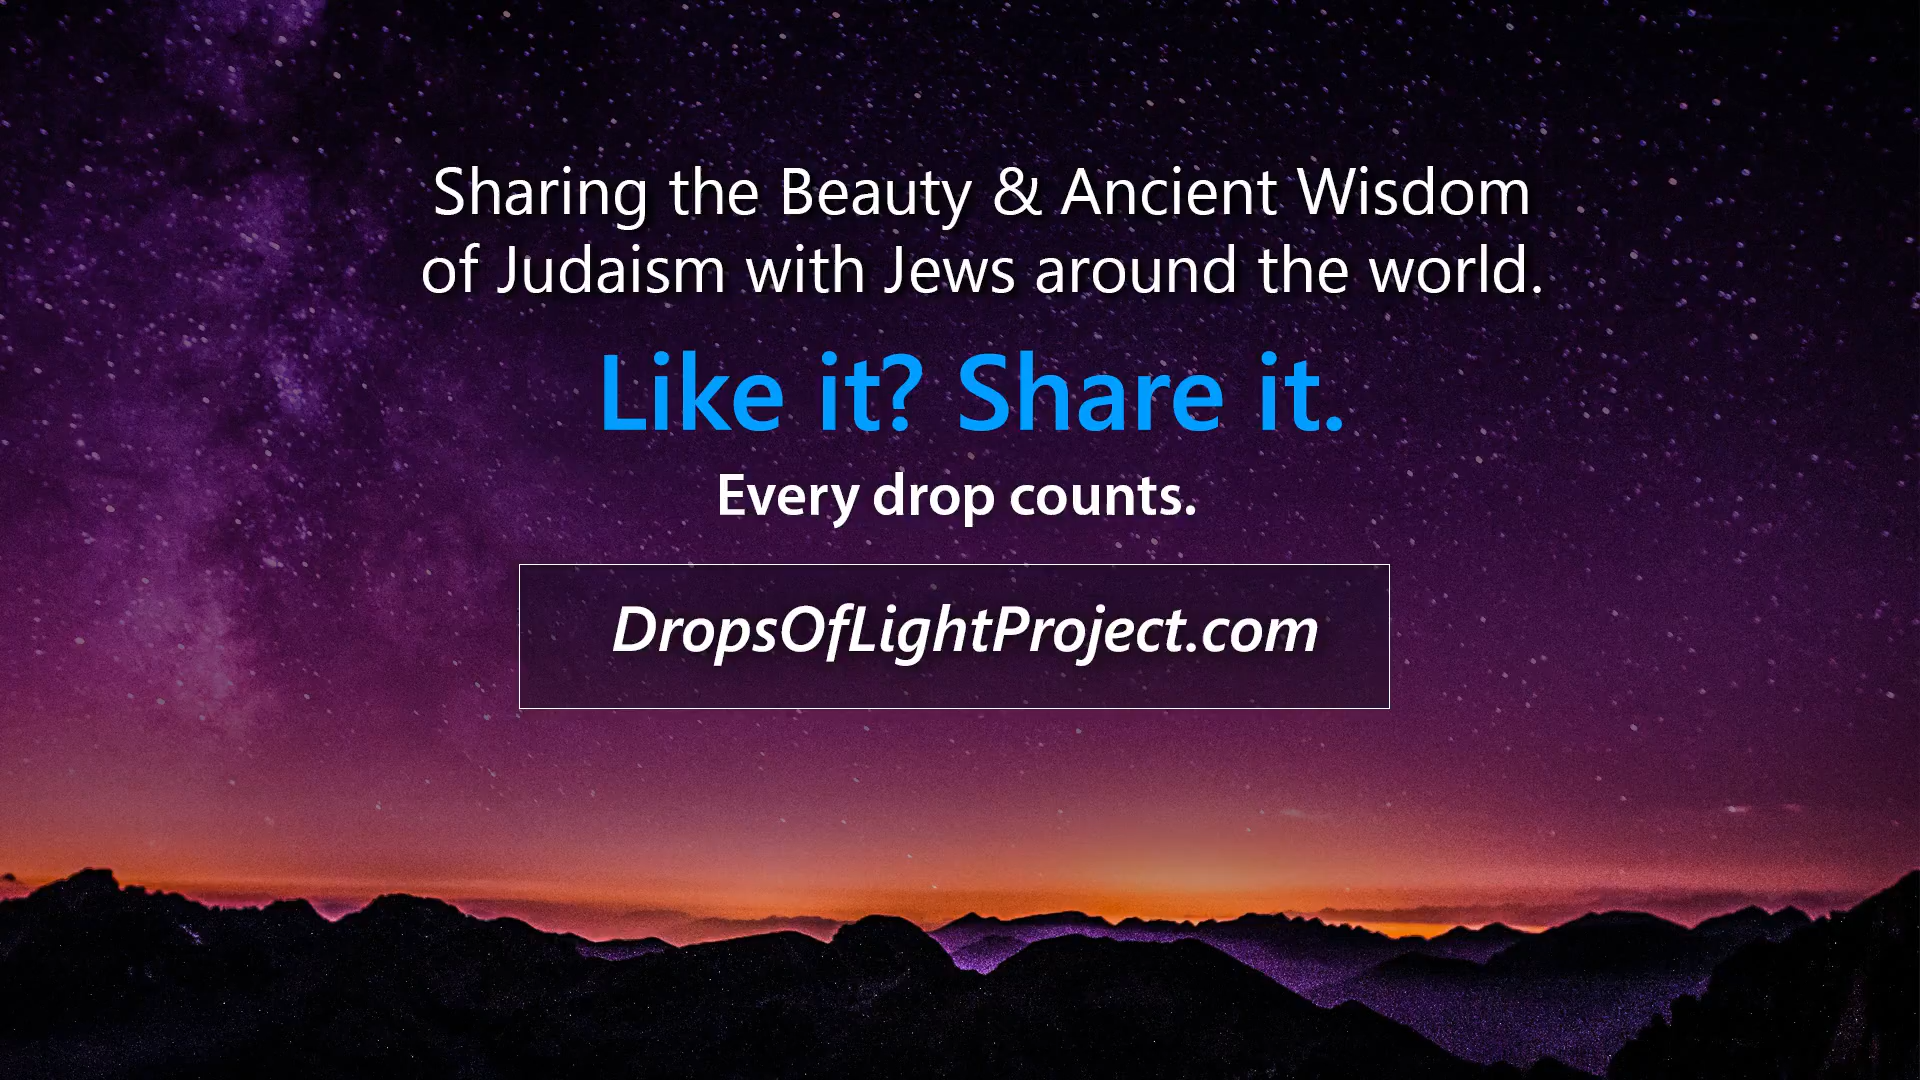 Sharing the Beauty & Ancient Wisdom
of Judaism with Jews around the world.
Like it? Share it.
Every drop counts.
DropsOfLightProject.com